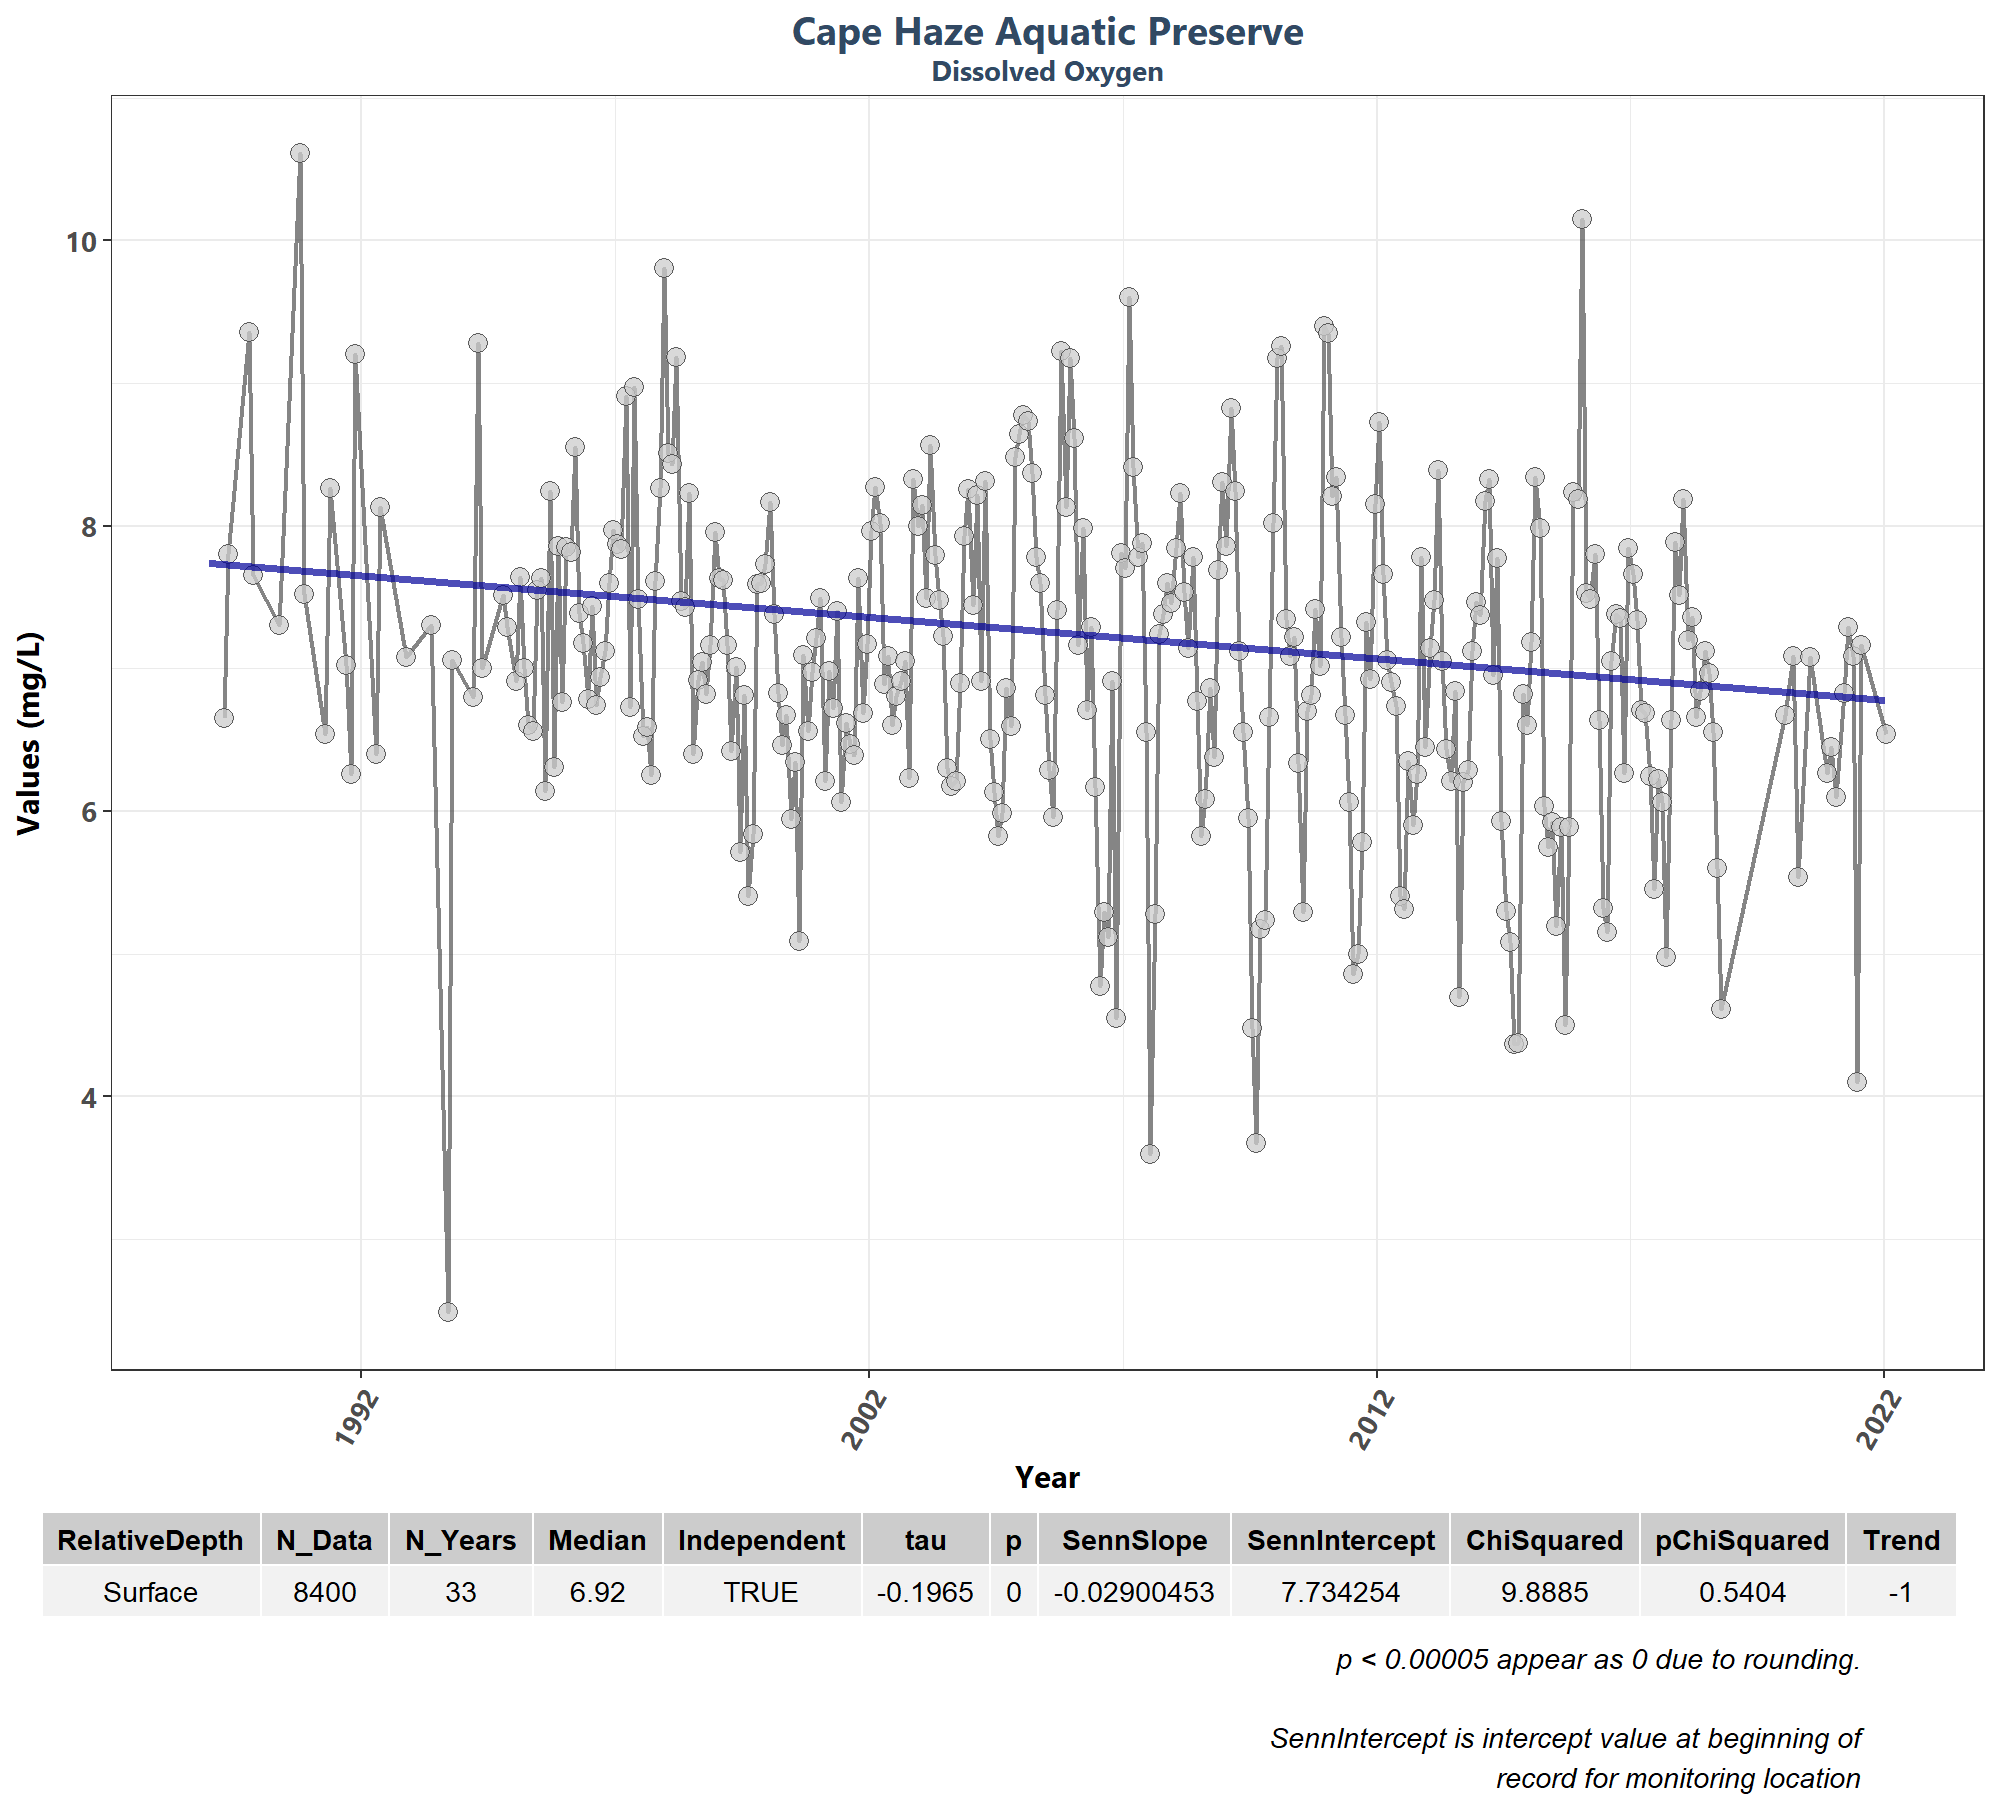 Cape Haze Aquatic Preserve
Dissolved Oxygen
Values (mg/L)
10
8
6
4
1992
2002
2012
2022
Year
RelativeDepth N_Data N_Years Median Independent tau p SennSlope SennIntercept ChiSquared pChiSquared Trend
Surface 8400 33 6.92 TRUE -0.1965 0 -0.02900453 7.734254 9.8885 0.5404 -1
p < 0.00005 appear as 0 due to rounding.
SennIntercept is intercept value at beginning of
record for monitoring location